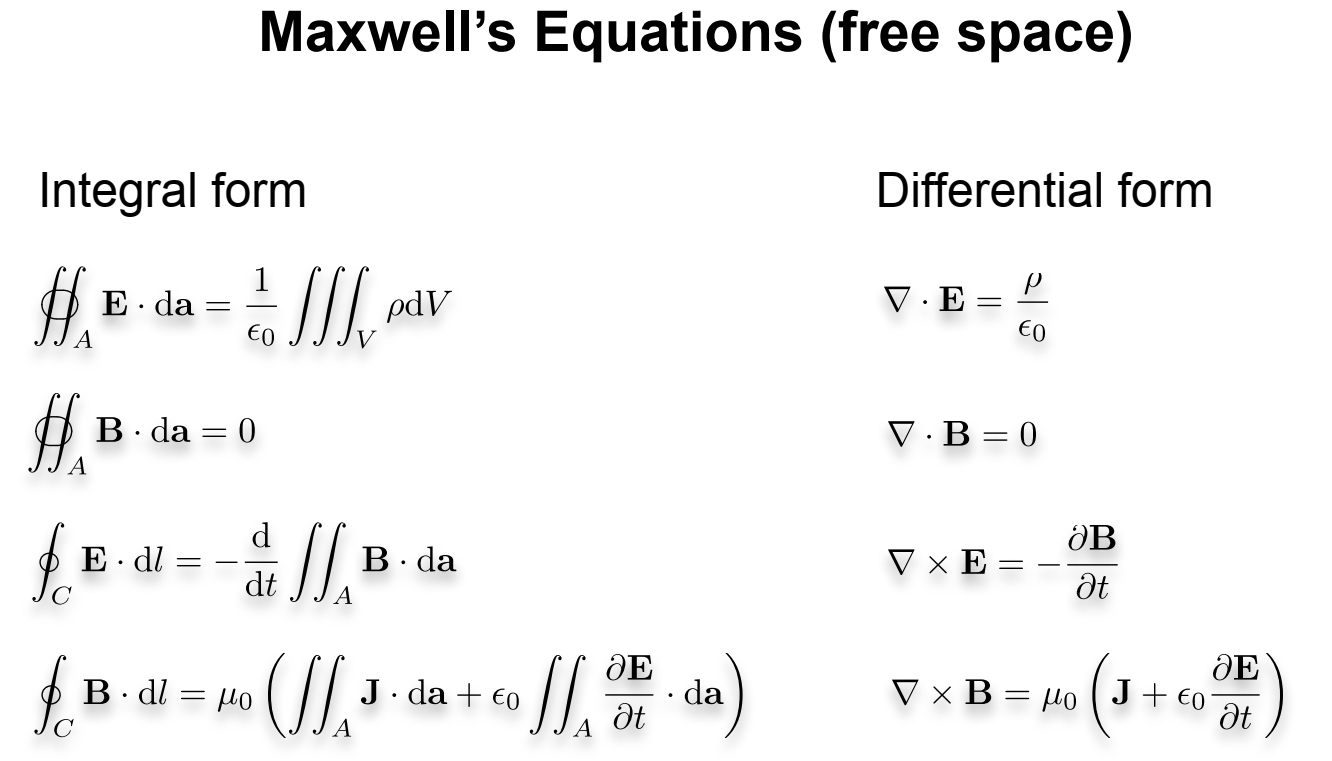 Maxwell’s Equations (free space)
Integral form
∯_A 𝐄 · d𝐚 = 1/ϵ₀ ∭_V ρdV
∯_A 𝐁 · d𝐚 = 0
∮_C 𝐄 · dl = −d/dt ∬_A 𝐁 · d𝐚
∮_C 𝐁 · dl = μ₀ (∬_A 𝐉 · d𝐚 + ϵ₀ ∬_A ∂𝐄/∂t · d𝐚)
Differential form
∇ · 𝐄 = ρ/ϵ₀
∇ · 𝐁 = 0
∇ × 𝐄 = −∂𝐁/∂t
∇ × 𝐁 = μ₀ (𝐉 + ϵ₀ ∂𝐄/∂t)